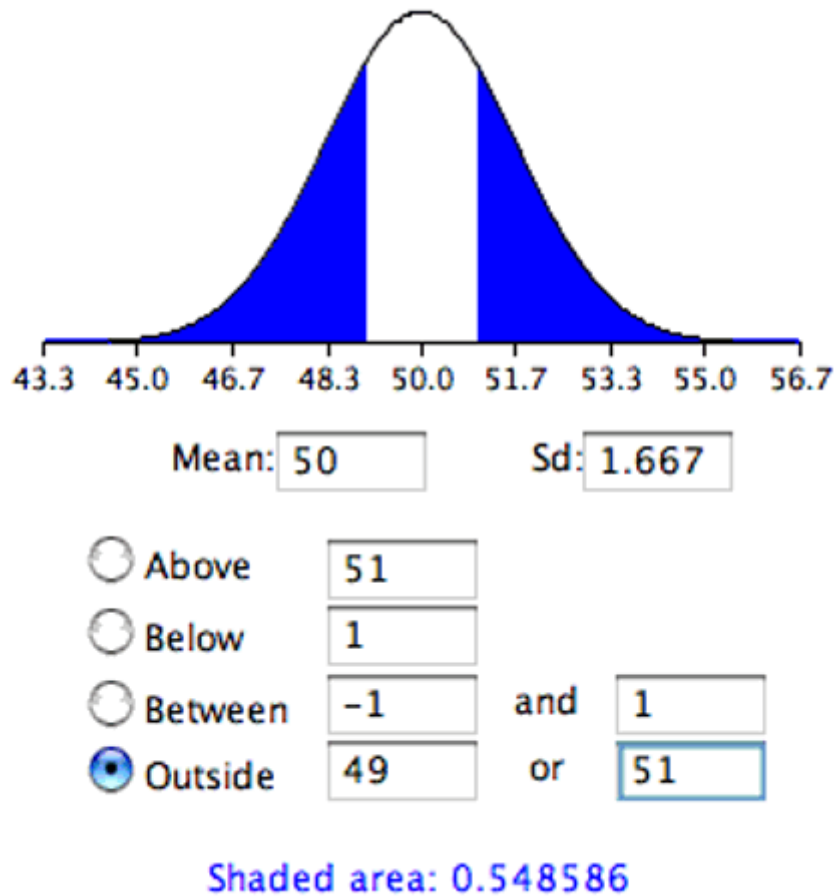 43.3 45.0 46.7 48.3 50.0 51.7 53.3 55.0 56.7
Mean: 50 Sd: 1.667
Above 51
Below 1
Between -1 and 1
Outside 49 or 51
Shaded area: 0.548586